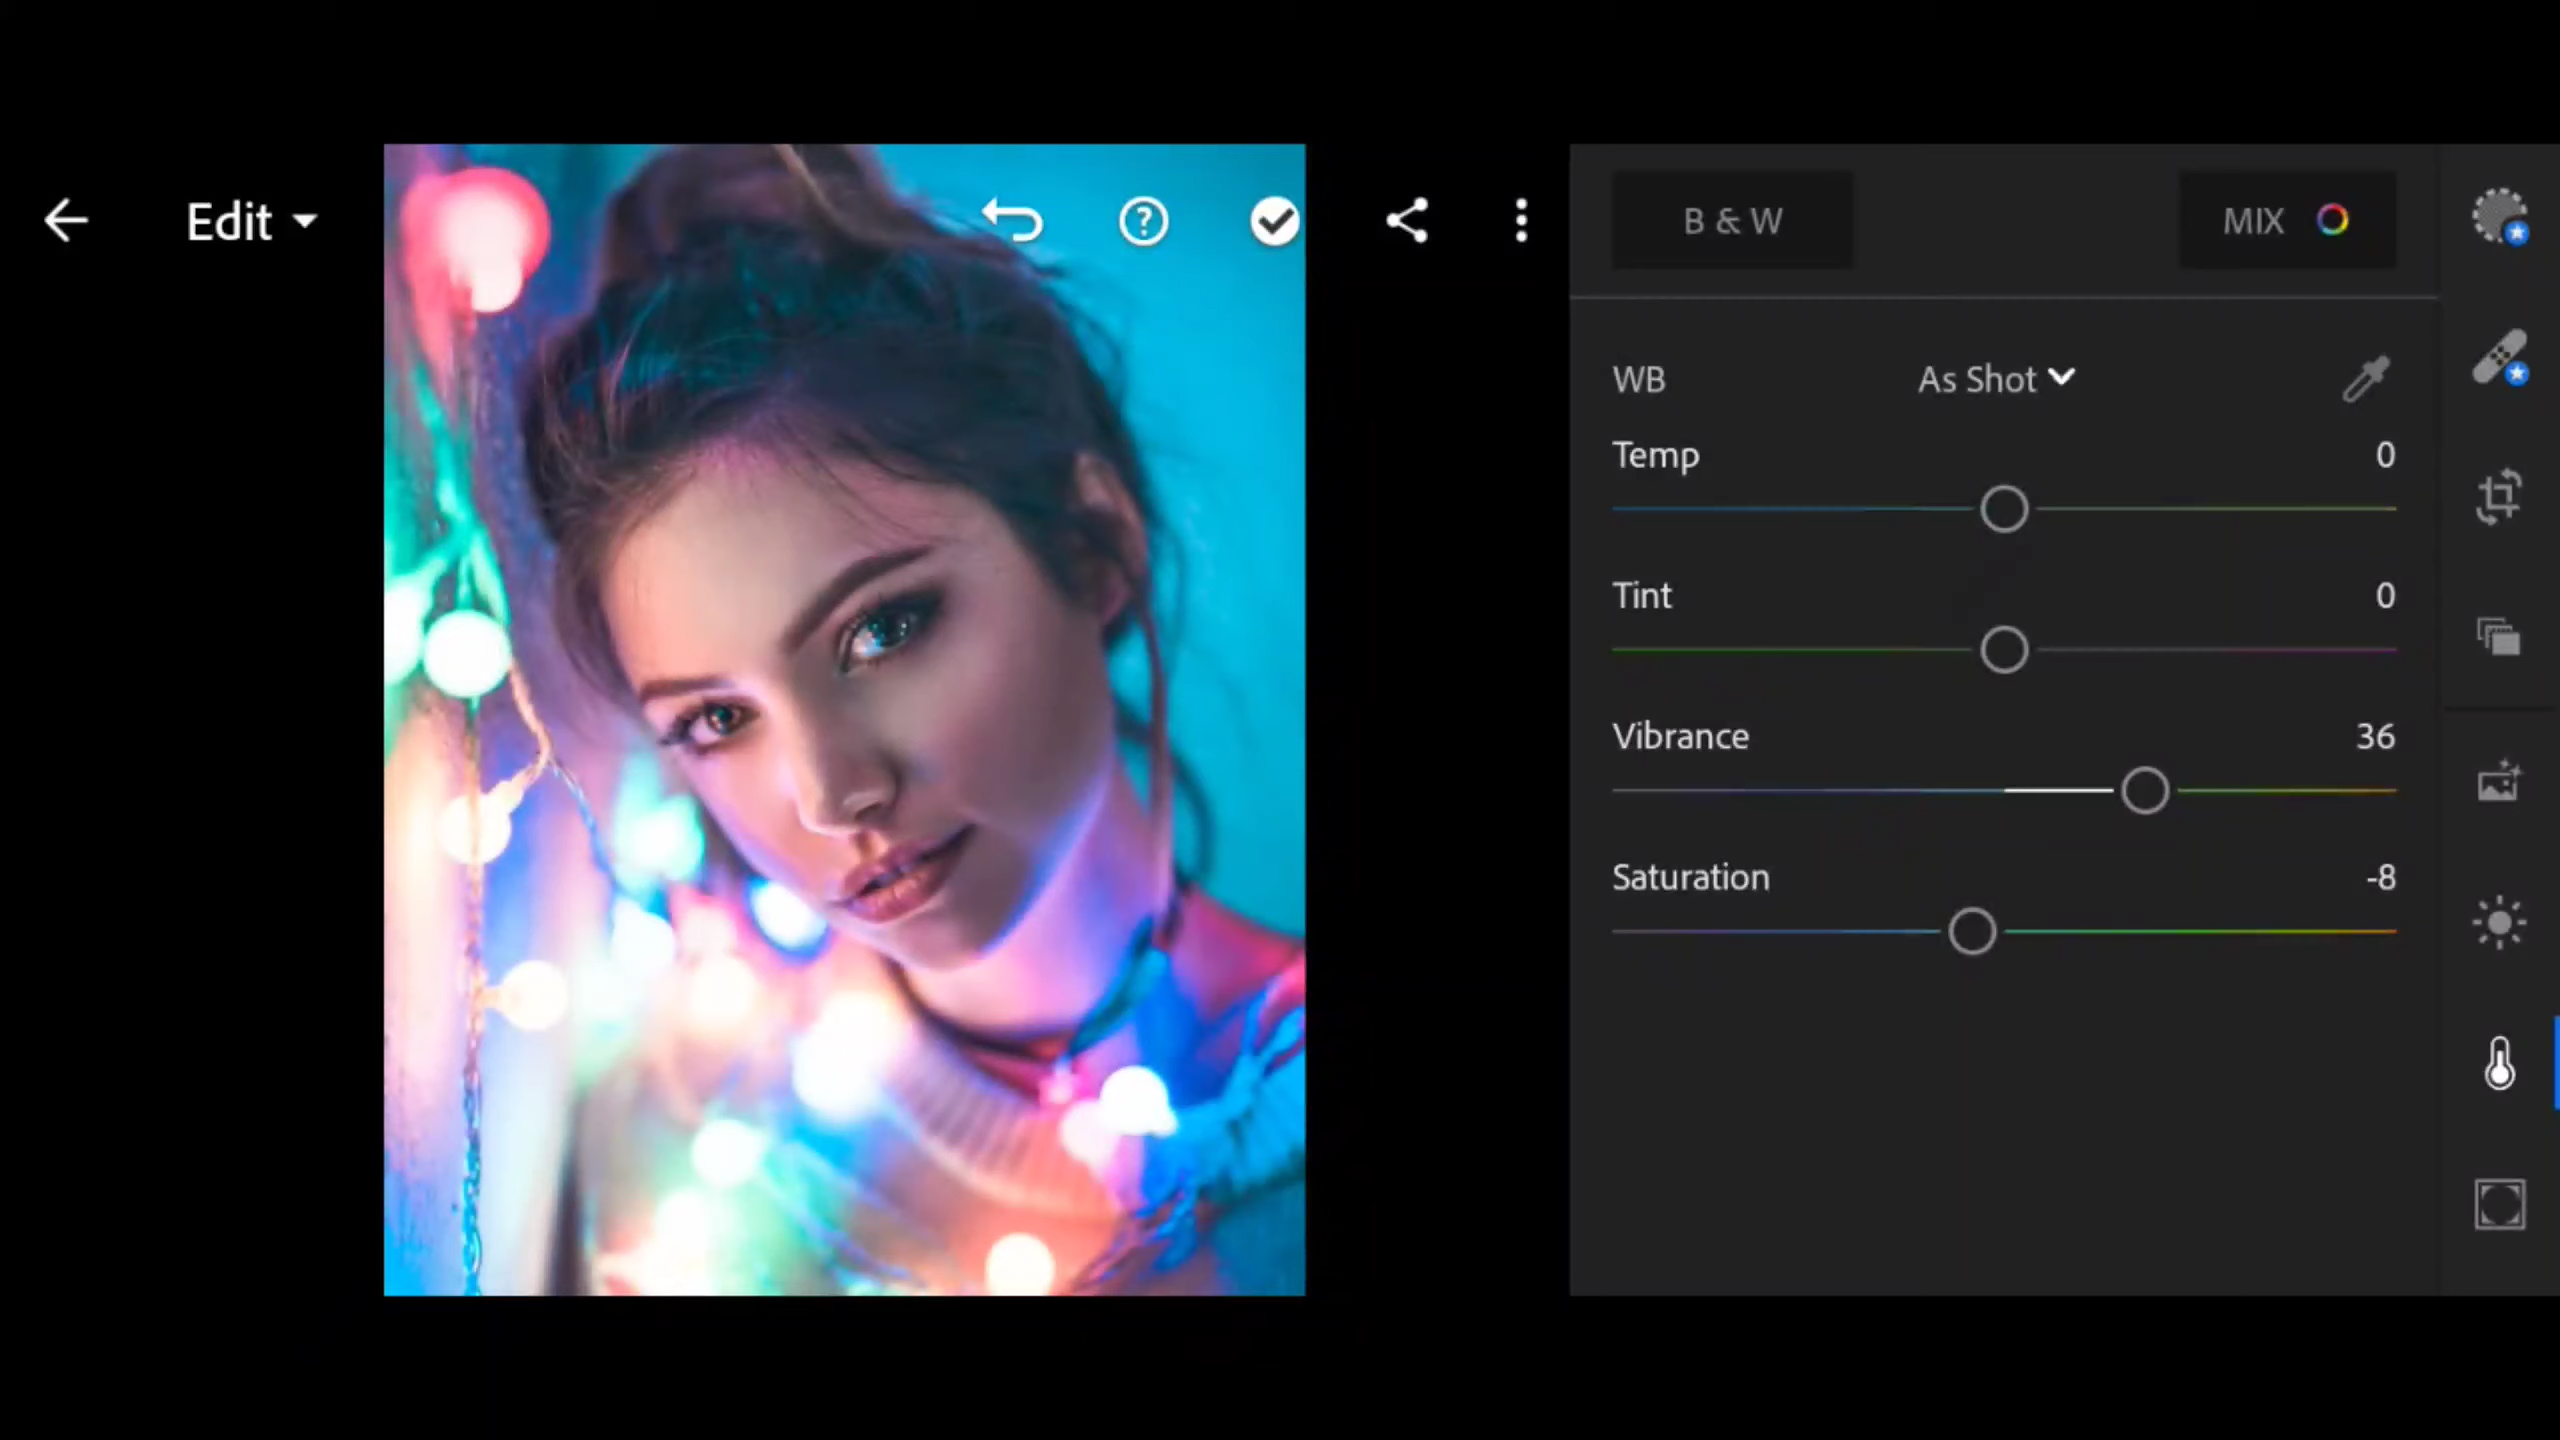 Edit
B & W
MIX
WB As Shot
Temp 0
Tint 0
Vibrance 36
Saturation -8